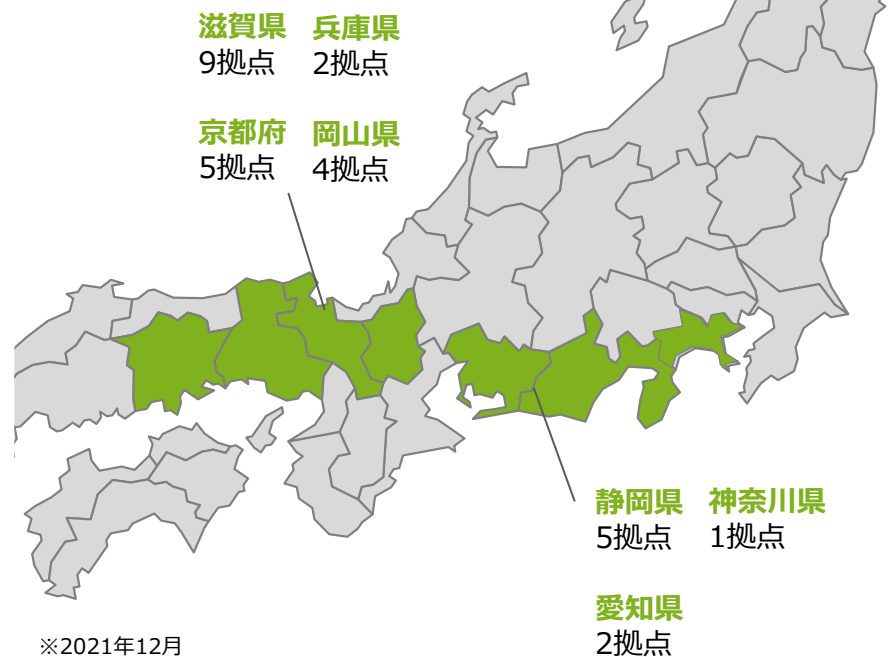 滋賀県 兵庫県
9拠点 2拠点
京都府 岡山県
5拠点 4拠点
静岡県 神奈川県
5拠点 1拠点
愛知県
2拠点
※2021年12月